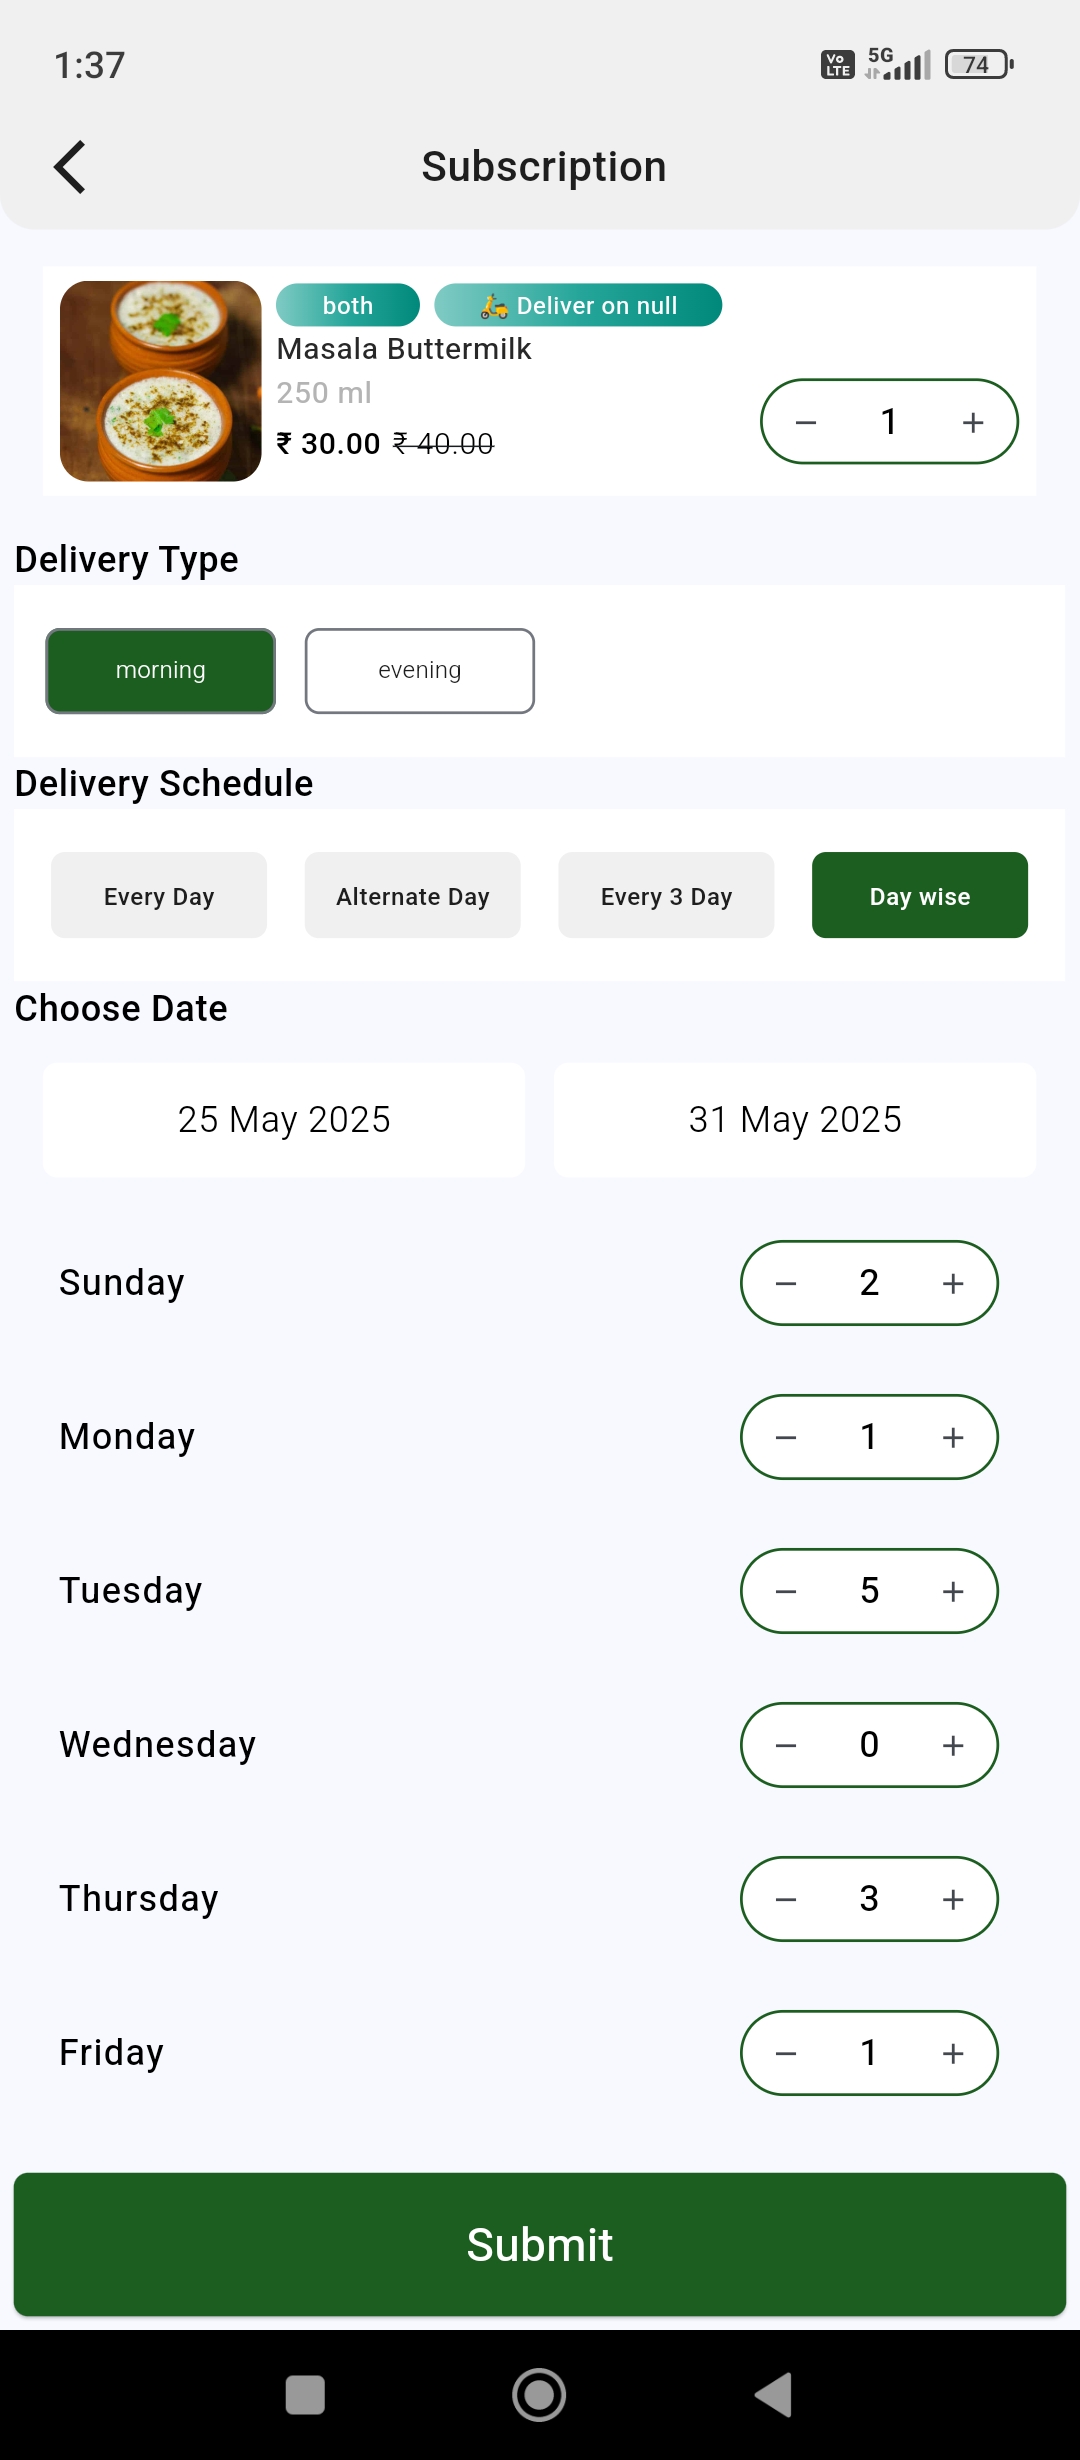 1:37
Vo LTE 5G 74
Subscription
both 🛵 Deliver on null
Masala Buttermilk
250 ml
₹ 30.00 ₹ 40.00
− 1 +
Delivery Type
morning evening
Delivery Schedule
Every Day Alternate Day Every 3 Day Day wise
Choose Date
25 May 2025 31 May 2025
Sunday − 2 +
Monday − 1 +
Tuesday − 5 +
Wednesday − 0 +
Thursday − 3 +
Friday − 1 +
Submit